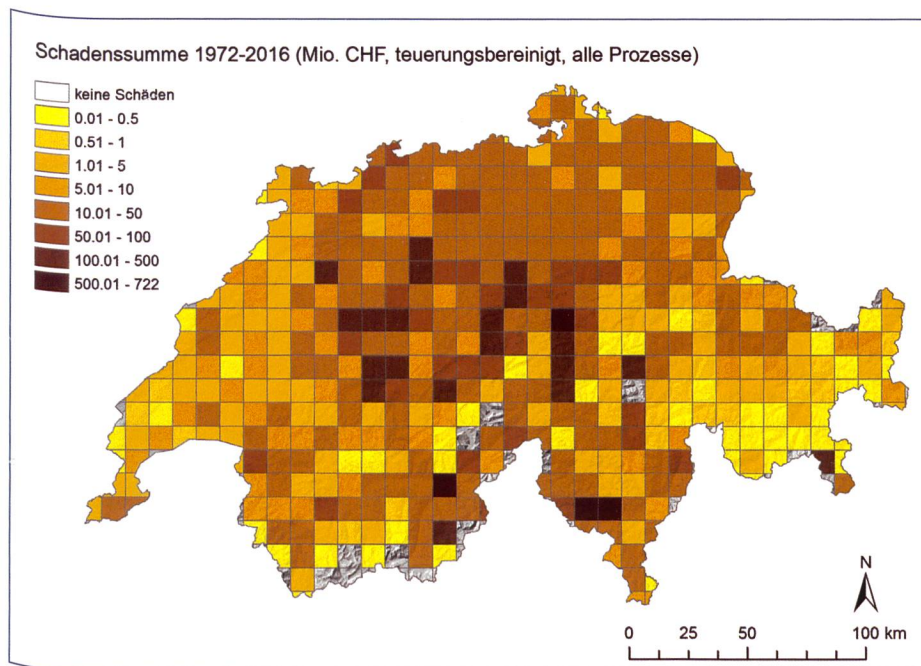 Schadenssumme 1972-2016 (Mio. CHF, teuerungsbereinigt, alle Prozesse)
keine Schäden
0.01 - 0.5
0.51 - 1
1.01 - 5
5.01 - 10
10.01 - 50
50.01 - 100
100.01 - 500
500.01 - 722
N
0 25 50 100 km